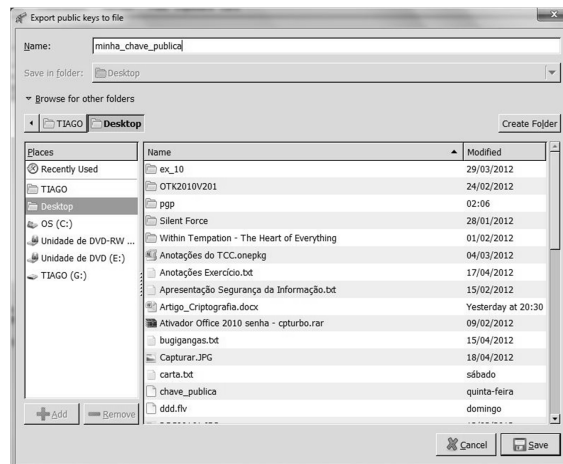 Export public keys to file
Name: minha_chave_publica
Save in folder: Desktop
Browse for other folders
TIAGO Desktop Create Folder
Places Name Modified
Recently Used
TIAGO
Desktop
OS (C:)
Unidade de DVD-RW ...
Unidade de DVD (E:)
TIAGO (G:)
ex_10 29/03/2012
OTK2010V201 24/02/2012
pgp 02:06
Silent Force 28/01/2012
Within Tempation - The Heart of Everything 01/02/2012
Anotações do TCC.onepkg 04/03/2012
Anotações Exercício.txt 17/04/2012
Apresentação Segurança da Informação.txt 15/02/2012
Artigo_Criptografia.docx Yesterday at 20:30
Ativador Office 2010 senha - cpturbo.rar 09/02/2012
bugigangas.txt 15/04/2012
Capturar.JPG 18/04/2012
carta.txt sábado
chave_publica quinta-feira
ddd.flv domingo
Add Remove
Cancel Save